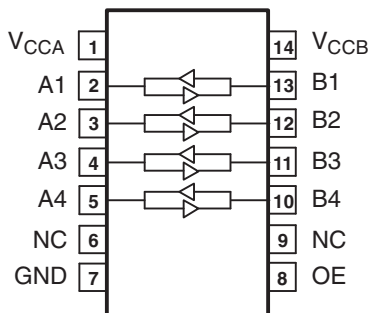 VCCA 1 14 VCCB
A1 2 13 B1
A2 3 12 B2
A3 4 11 B3
A4 5 10 B4
NC 6 9 NC
GND 7 8 OE